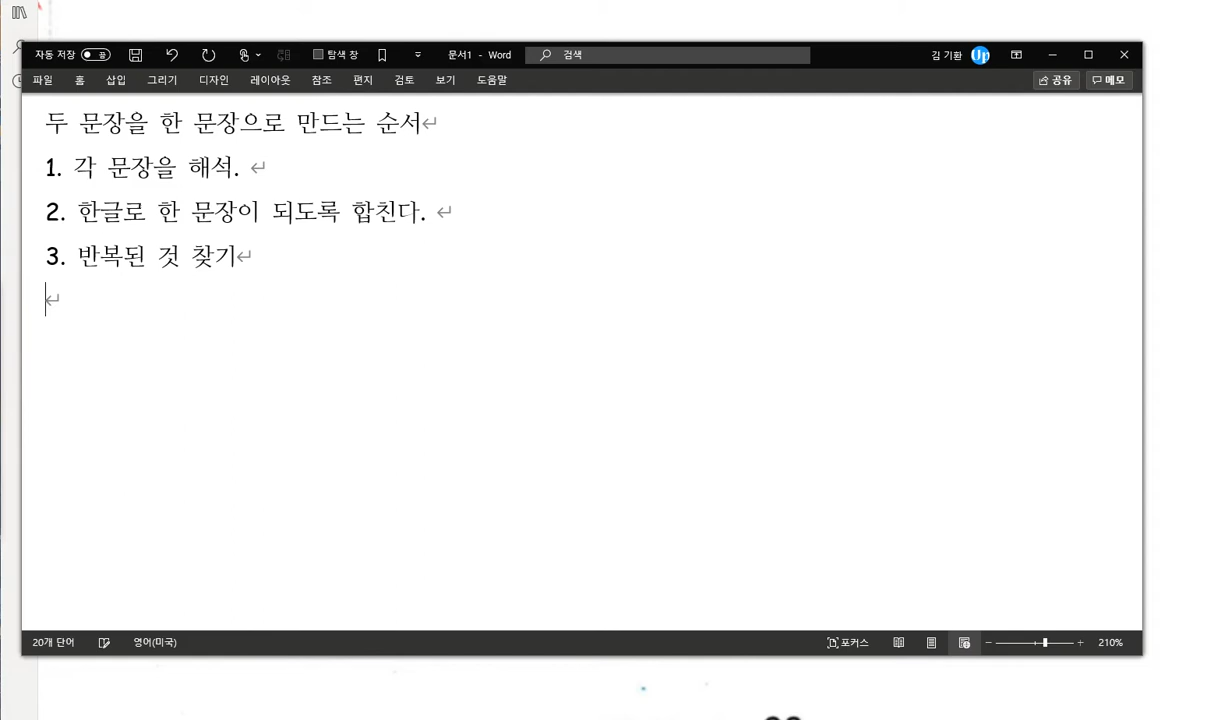 자동 저장 끔 탐색 창 문서1 - Word 검색 김 기환 Up
파일 홈 삽입 그리기 디자인 레이아웃 참조 편지 검토 보기 도움말 공유 메모
두 문장을 한 문장으로 만드는 순서
1. 각 문장을 해석.
2. 한글로 한 문장이 되도록 합친다.
3. 반복된 것 찾기
20개 단어 영어(미국) 포커스 210%